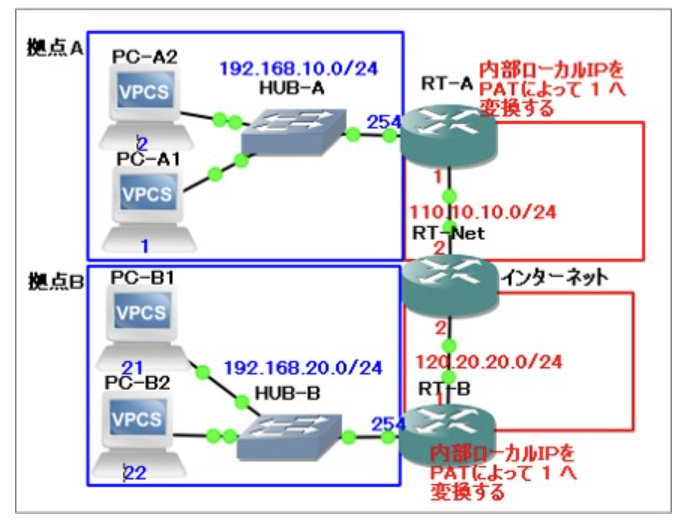 拠点A
PC-A2
192.168.10.0/24
HUB-A
RT-A
内部ローカルIPを
PATによって 1 へ
変換する
VPCS
2
254
PC-A1
VPCS
1
1
110.10.10.0/24
RT-Net
2
インターネット
拠点B
PC-B1
VPCS
21
2
192.168.20.0/24
120.20.20.0/24
PC-B2
HUB-B
RT-B
1
VPCS
22
254
内部ローカルIPを
PATによって 1 へ
変換する